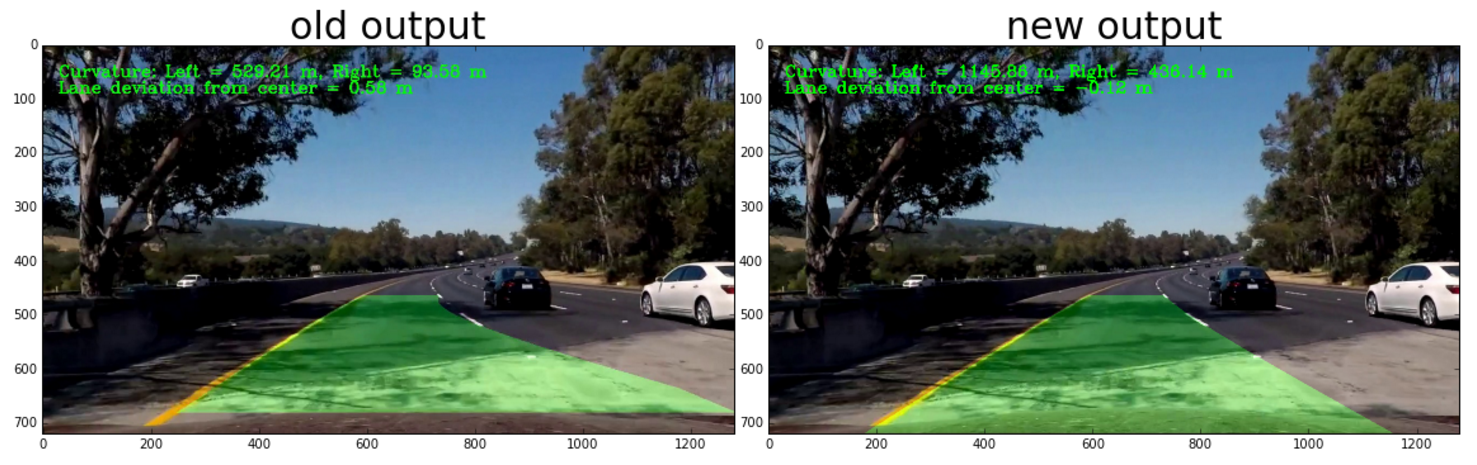 old output
Curvature: Left = 529.21 m, Right = 93.58 m
Lane deviation from center = 0.58 m
0
100
200
300
400
500
600
700
0 200 400 600 800 1000 1200
new output
Curvature: Left = 1145.86 m, Right = 436.14 m
Lane deviation from center = -0.12 m
0
100
200
300
400
500
600
700
0 200 400 600 800 1000 1200